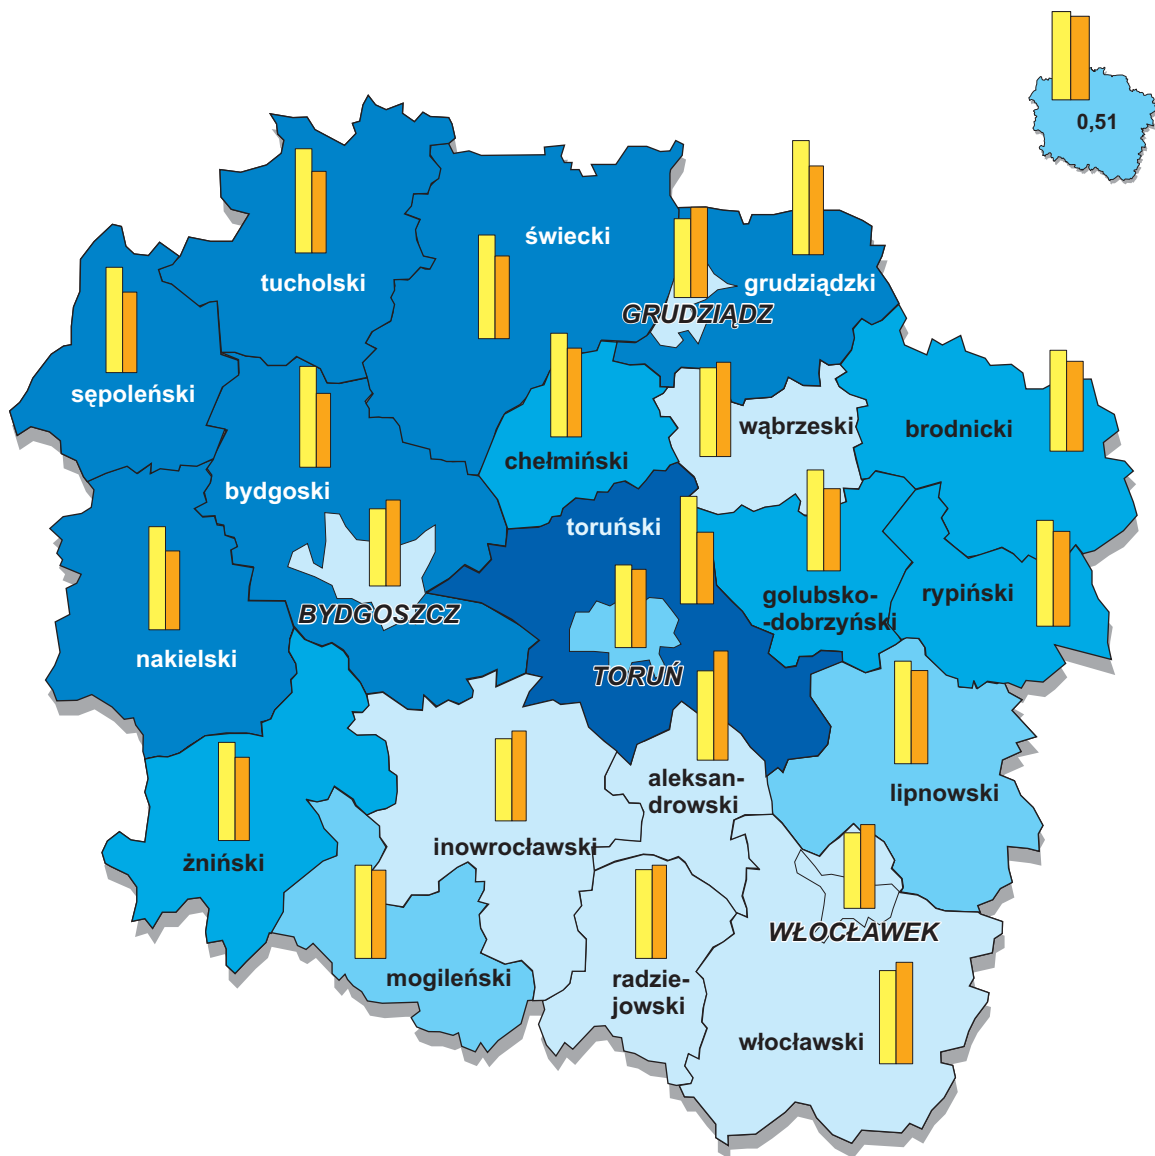 0,51
świecki
tucholski
grudziądzki
GRUDZIĄDZ
sępoleński
wąbrzeski
brodnicki
chełmiński
bydgoski
toruński
golubsko-
-dobrzyński
rypiński
BYDGOSZCZ
nakielski
TORUŃ
aleksan-
drowski
lipnowski
inowrocławski
żniński
WŁOCŁAWEK
mogileński
radzie-
jowski
włocławski